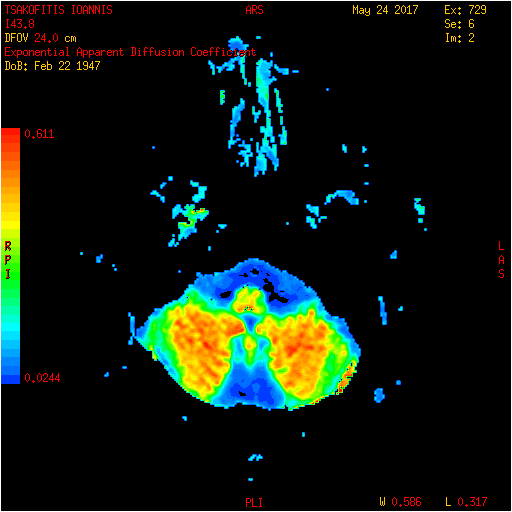 TSAKOFITIS IOANNIS
I43.8
DFOV 24.0 cm
Exponential Apparent Diffusion Coefficient
DoB: Feb 22 1947
ARS
May 24 2017
Ex: 729
Se: 6
Im: 2
0.611
R
P
I
L
A
S
0.0244
PLI
W 0.586 L 0.317